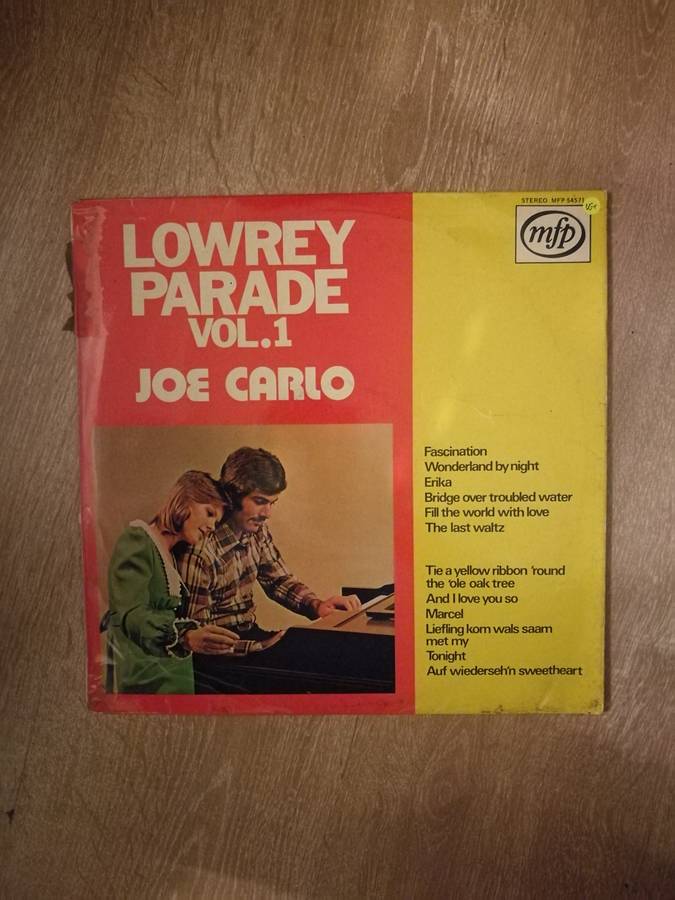 LOWREY
PARADE
VOL.1
JOE CARLO
STEREO MFP 5457
mfp
Fascination
Wonderland by night
Erika
Bridge over troubled water
Fill the world with love
The last waltz
Tie a yellow ribbon 'round
the 'ole oak tree
And I love you so
Marcel
Liefling kom wals saam
met my
Tonight
Auf wiederseh'n sweetheart